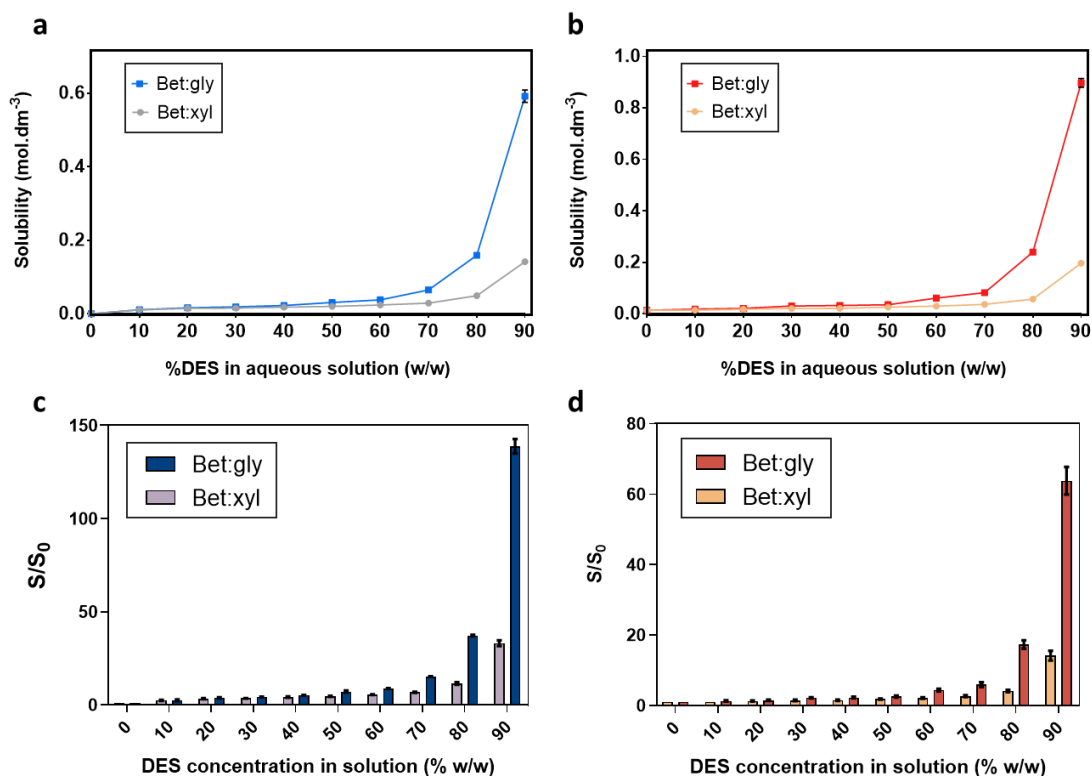 a
Solubility (mol.dm⁻³)
0.6
0.4
0.2
0.0
Bet:gly
Bet:xyl
0 10 20 30 40 50 60 70 80 90
%DES in aqueous solution (w/w)
b
Solubility (mol.dm⁻³)
1.0
0.8
0.6
0.4
0.2
0.0
Bet:gly
Bet:xyl
0 10 20 30 40 50 60 70 80 90
%DES in aqueous solution (w/w)
c
S/S₀
150
100
50
0
Bet:gly
Bet:xyl
0 10 20 30 40 50 60 70 80 90
DES concentration in solution (% w/w)
d
S/S₀
80
60
40
20
0
Bet:gly
Bet:xyl
0 10 20 30 40 50 60 70 80 90
DES concentration in solution (% w/w)